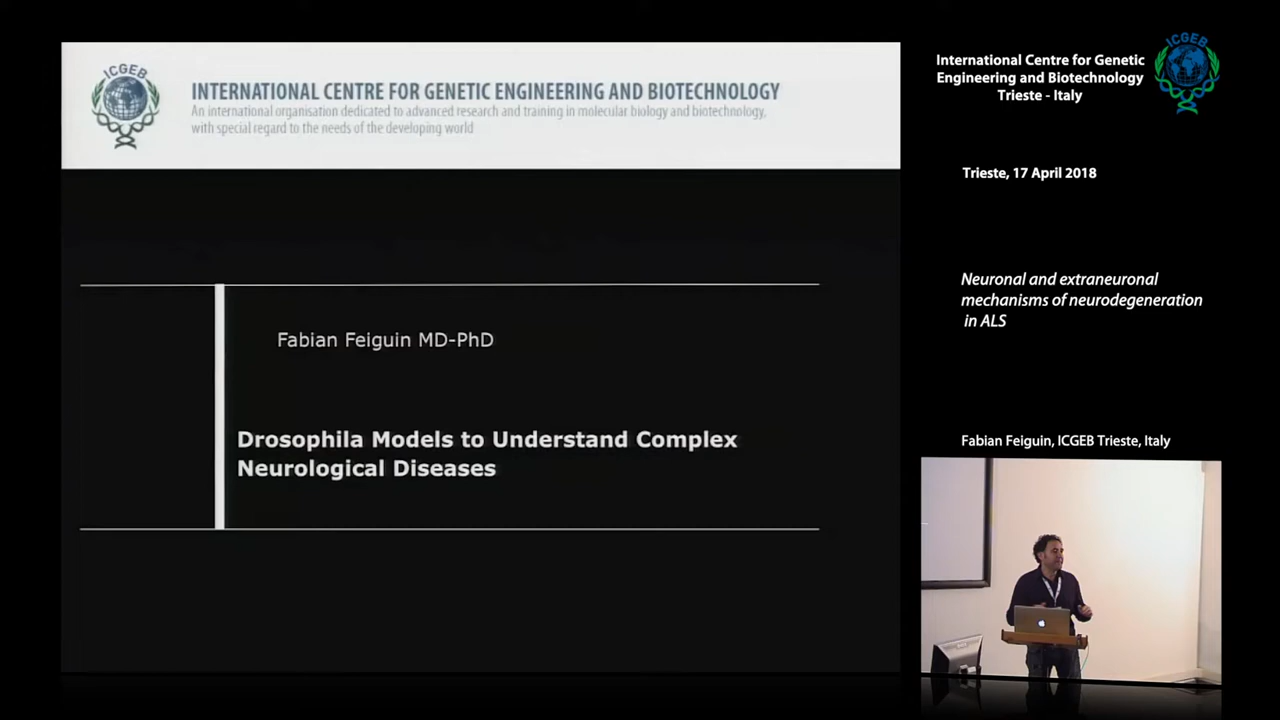 ICGEB
INTERNATIONAL CENTRE FOR GENETIC ENGINEERING AND BIOTECHNOLOGY
An international organisation dedicated to advanced research and training in molecular biology and biotechnology,
with special regard to the needs of the developing world
Fabian Feiguin MD-PhD
Drosophila Models to Understand Complex
Neurological Diseases
International Centre for Genetic
Engineering and Biotechnology
Trieste - Italy
ICGEB
Trieste, 17 April 2018
Neuronal and extraneuronal
mechanisms of neurodegeneration
in ALS
Fabian Feiguin, ICGEB Trieste, Italy